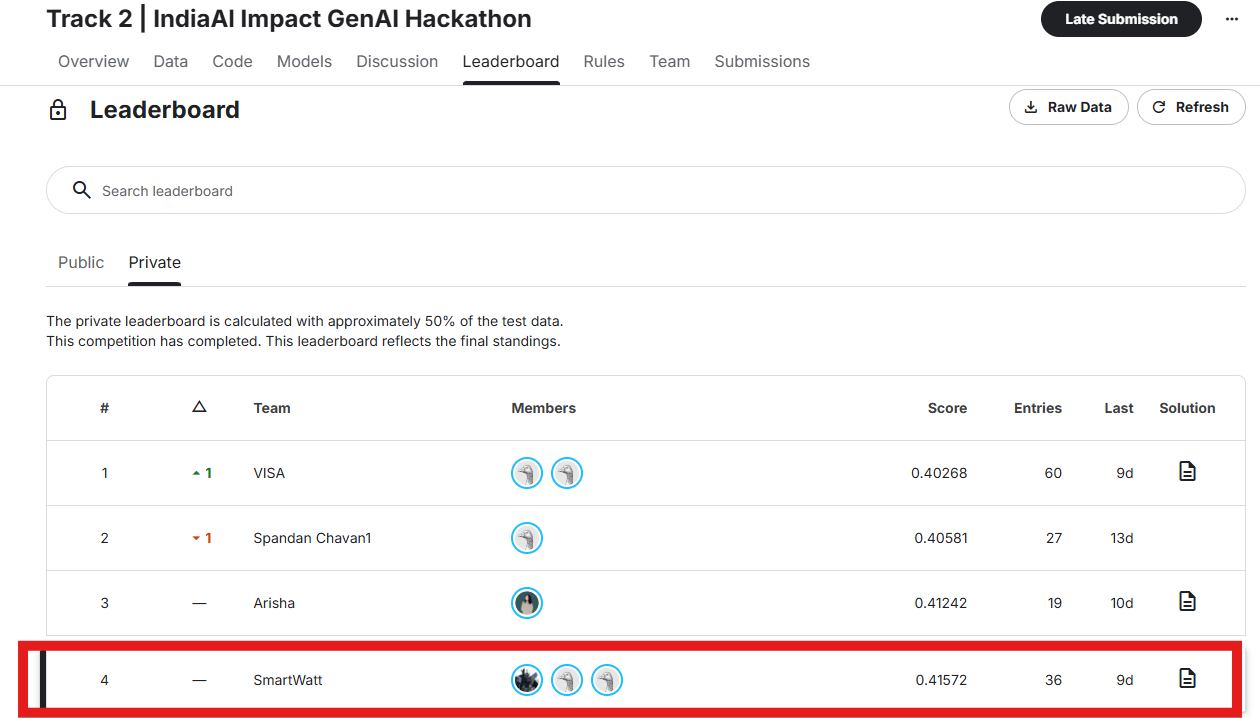 Track 2 | IndiaAI Impact GenAI Hackathon
Late Submission
Overview Data Code Models Discussion Leaderboard Rules Team Submissions
Leaderboard
Raw Data
Refresh
Search leaderboard
Public Private
The private leaderboard is calculated with approximately 50% of the test data.
This competition has completed. This leaderboard reflects the final standings.
# △ Team Members Score Entries Last Solution
1 1 VISA 0.40268 60 9d
2 1 Spandan Chavan1 0.40581 27 13d
3 — Arisha 0.41242 19 10d
4 — SmartWatt 0.41572 36 9d